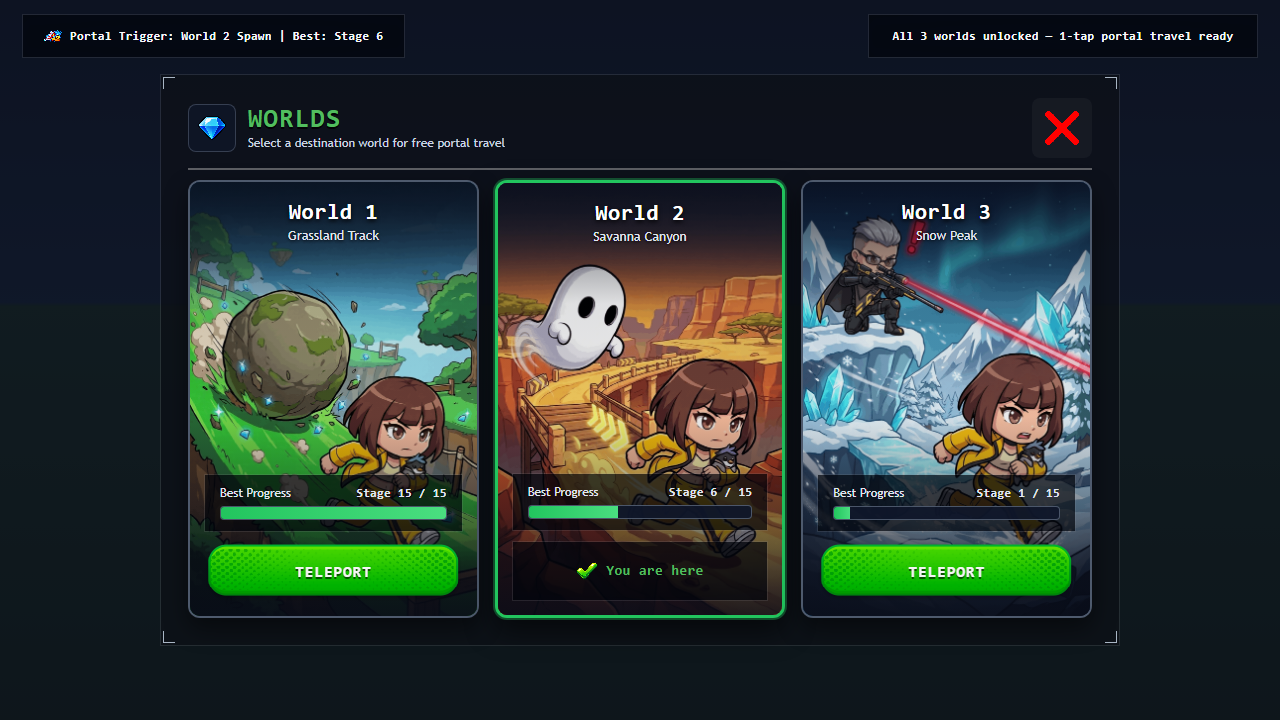 Portal Trigger: World 2 Spawn | Best: Stage 6
All 3 worlds unlocked — 1-tap portal travel ready
WORLDS
Select a destination world for free portal travel
World 1
Grassland Track
Best Progress Stage 15 / 15
TELEPORT
World 2
Savanna Canyon
Best Progress Stage 6 / 15
You are here
World 3
Snow Peak
Best Progress Stage 1 / 15
TELEPORT